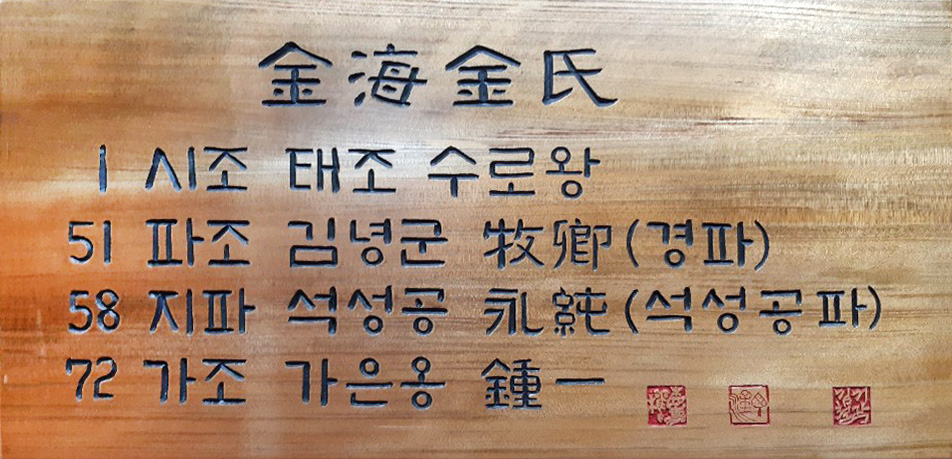 金海金氏
1 시조 태조 수로왕
51 파조 김녕군 牧卿(경파)
58 지파 석성공 永純(석성공파)
72 가조 가은옹 鍾一